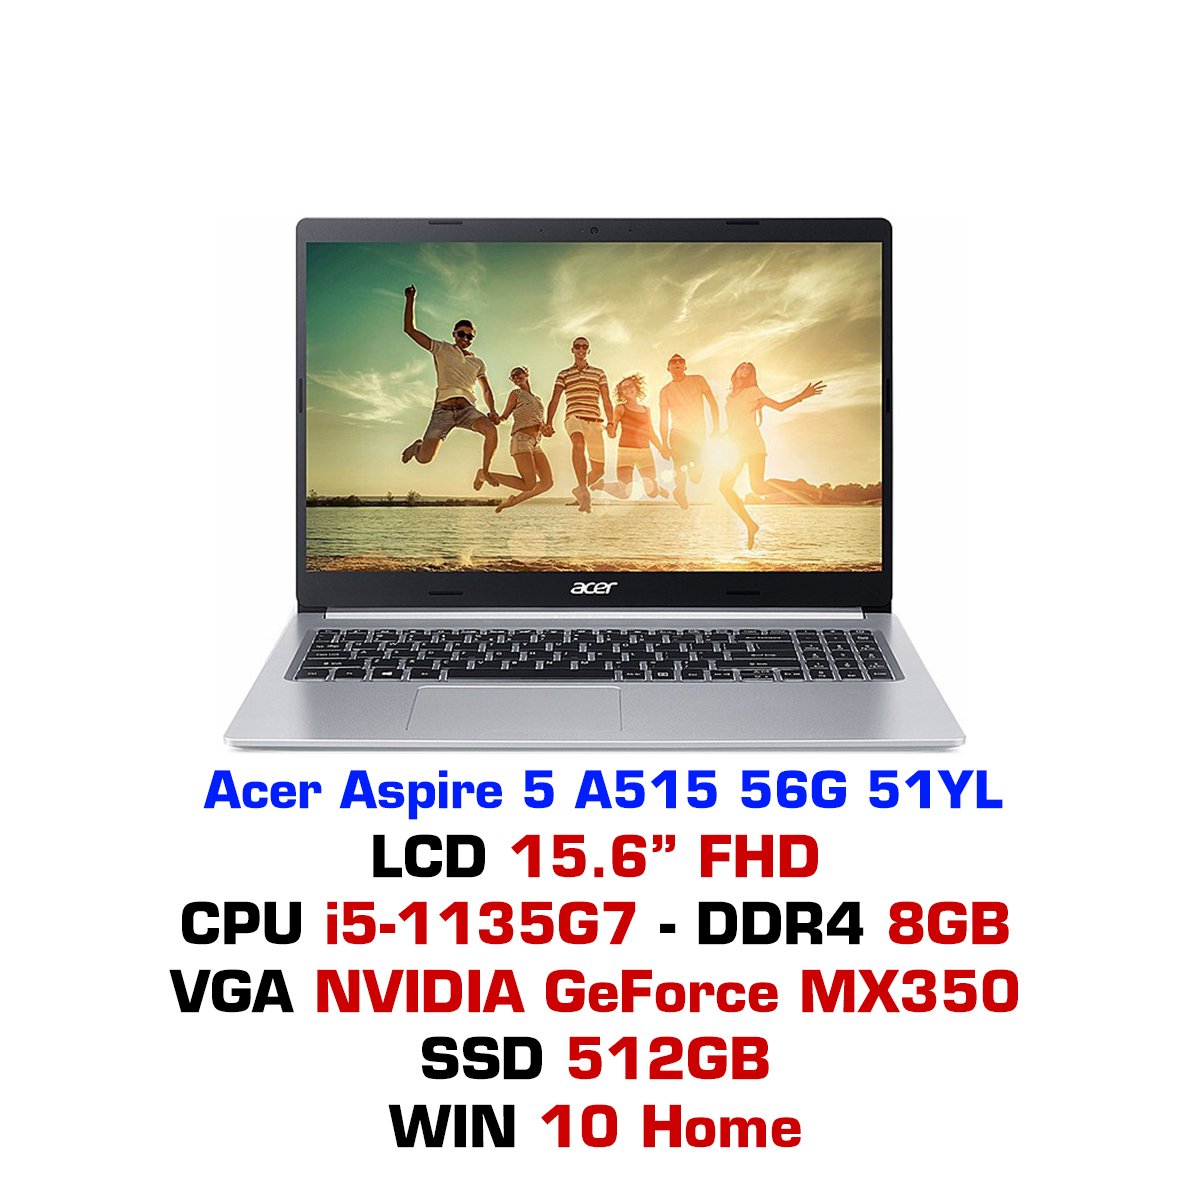 acer
Acer Aspire 5 A515 56G 51YL
LCD 15.6” FHD
CPU i5-1135G7 - DDR4 8GB
VGA NVIDIA GeForce MX350
SSD 512GB
WIN 10 Home